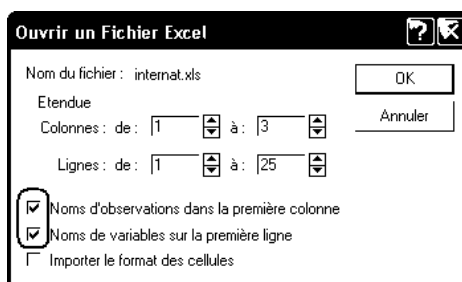 Ouvrir un Fichier Excel
Nom du fichier : internat.xls
OK
Etendue
Annuler
Colonnes : de : 1 à : 3
Lignes : de : 1 à : 25
Noms d'observations dans la première colonne
Noms de variables sur la première ligne
Importer le format des cellules